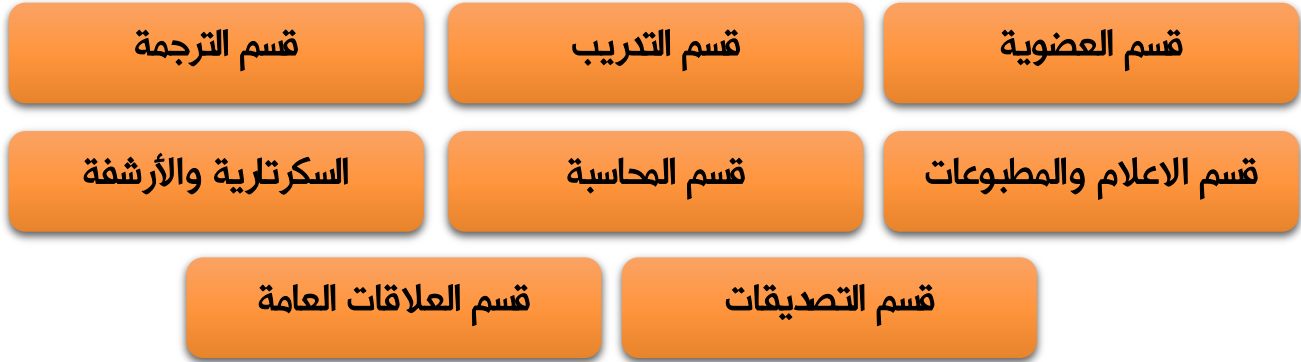 قسم العضوية
قسم التدريب
قسم الترجمة
قسم الاعلام والمطبوعات
قسم المحاسبة
السكرتارية والأرشفة
قسم التصديقات
قسم العلاقات العامة